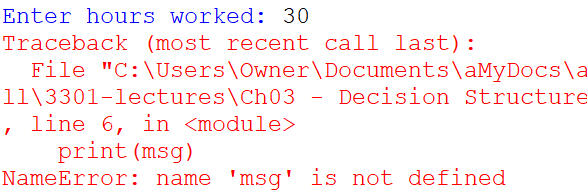 Enter hours worked: 30
Traceback (most recent call last):
  File "C:\Users\Owner\Documents\aMyDocs\a
ll\3301-lectures\Ch03 - Decision Structure
, line 6, in <module>
    print(msg)
NameError: name 'msg' is not defined